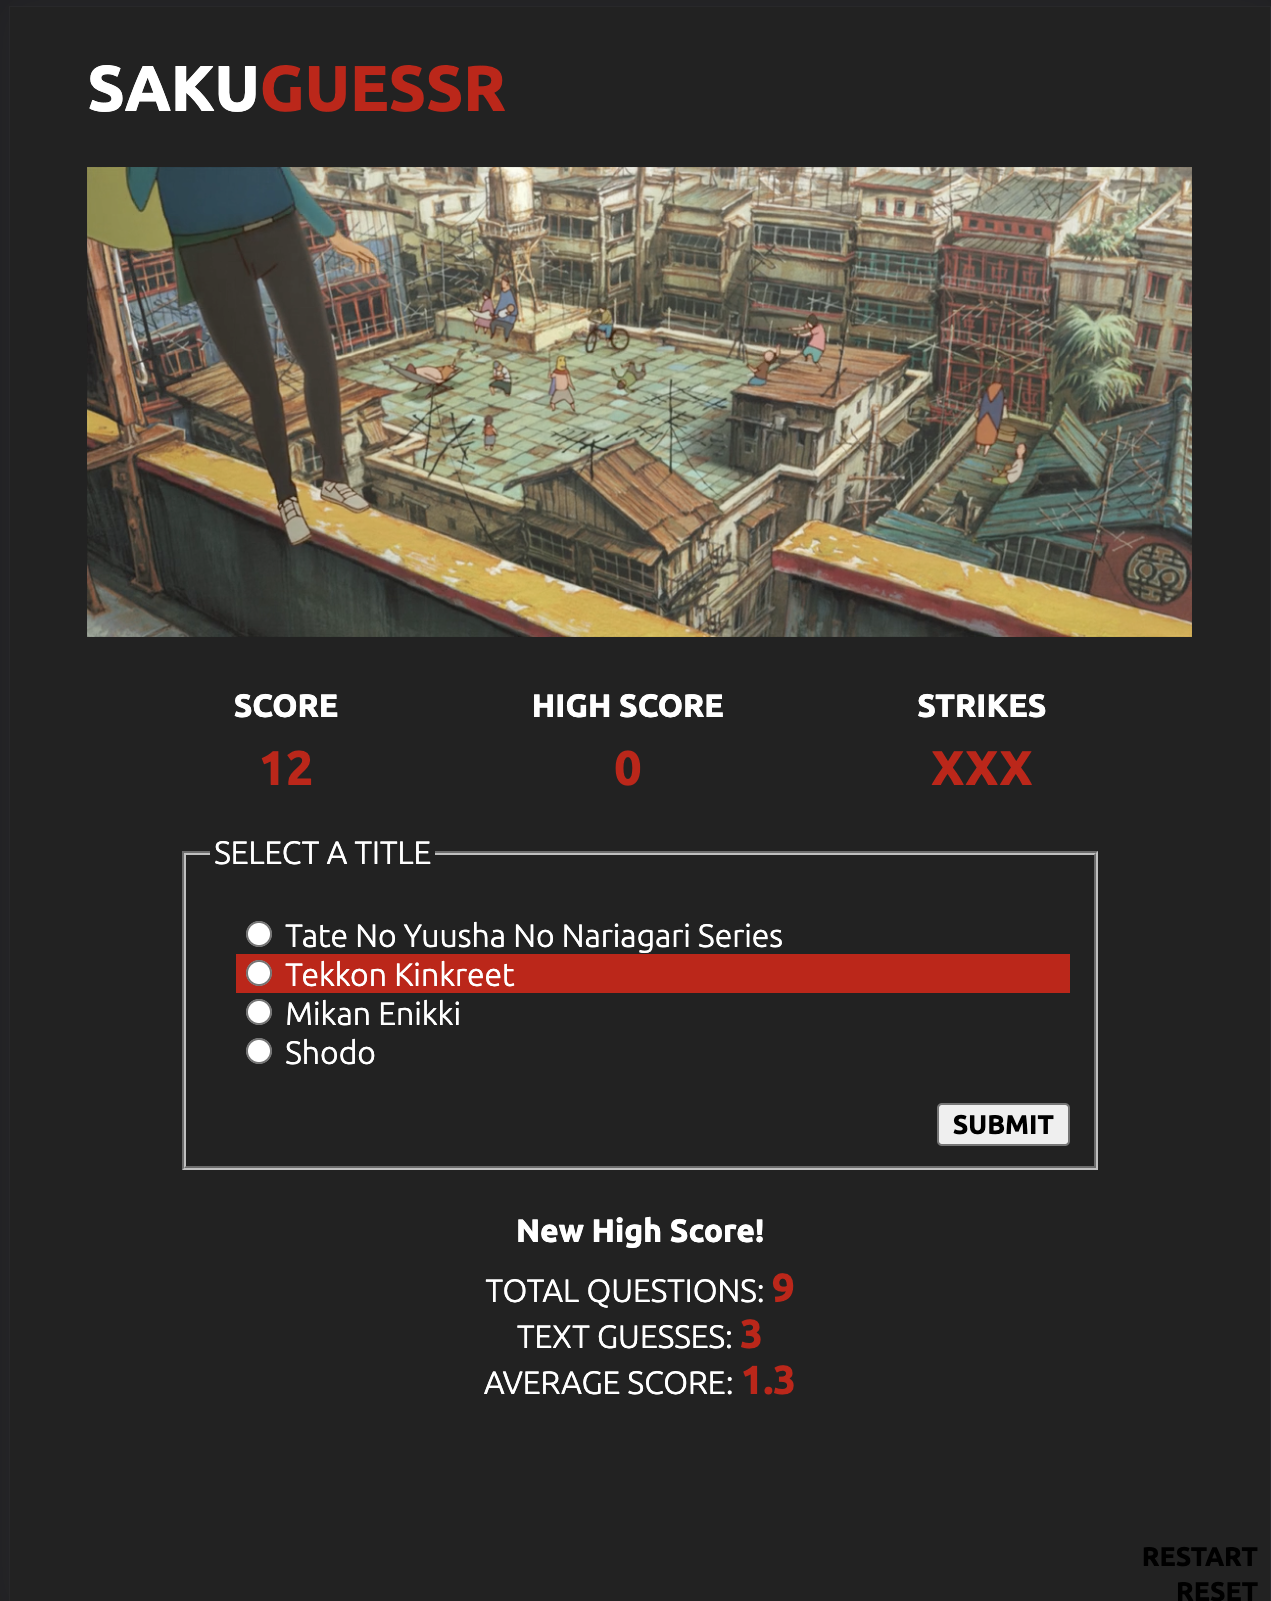 SAKUGUESSR
SCORE HIGH SCORE STRIKES
12 0 XXX
SELECT A TITLE
Tate No Yuusha No Nariagari Series
Tekkon Kinkreet
Mikan Enikki
Shodo
SUBMIT
New High Score!
TOTAL QUESTIONS: 9
TEXT GUESSES: 3
AVERAGE SCORE: 1.3
RESTART
RESET